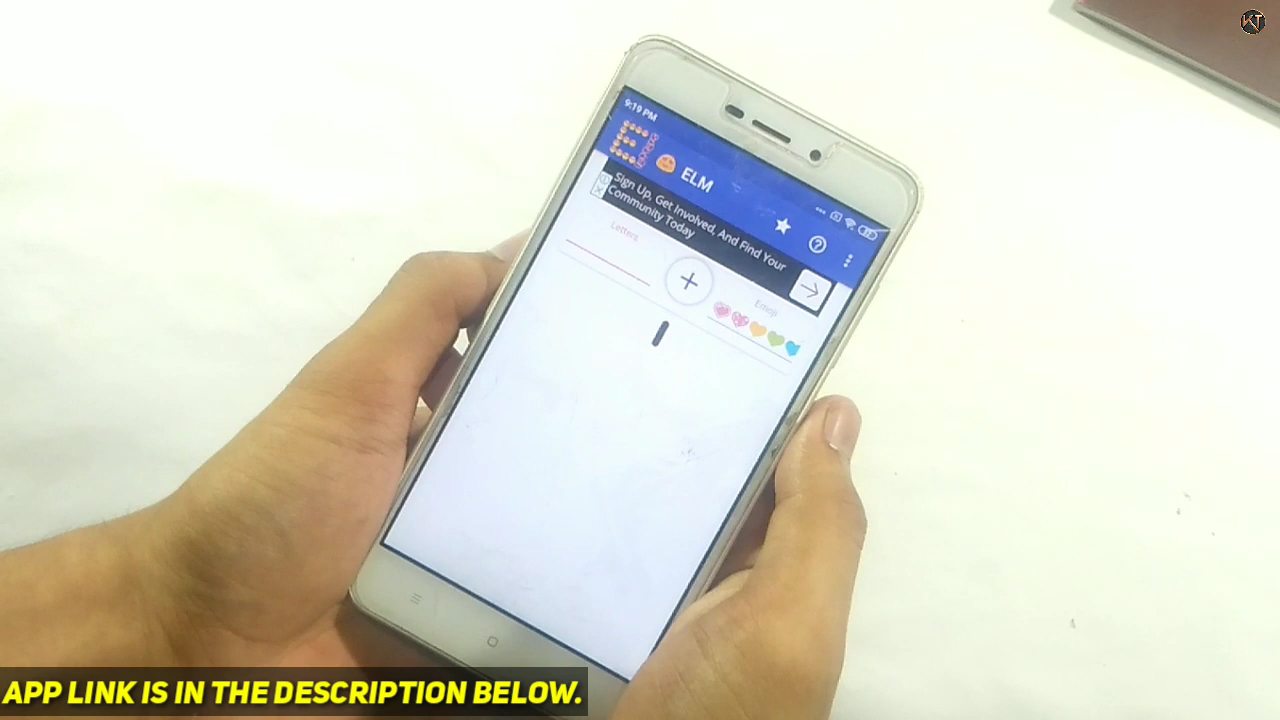 KT
9:19 PM
E
ELM
Sign Up, Get Involved, And Find Your
Community Today
Letters
Emoji
APP LINK IS IN THE DESCRIPTION BELOW.